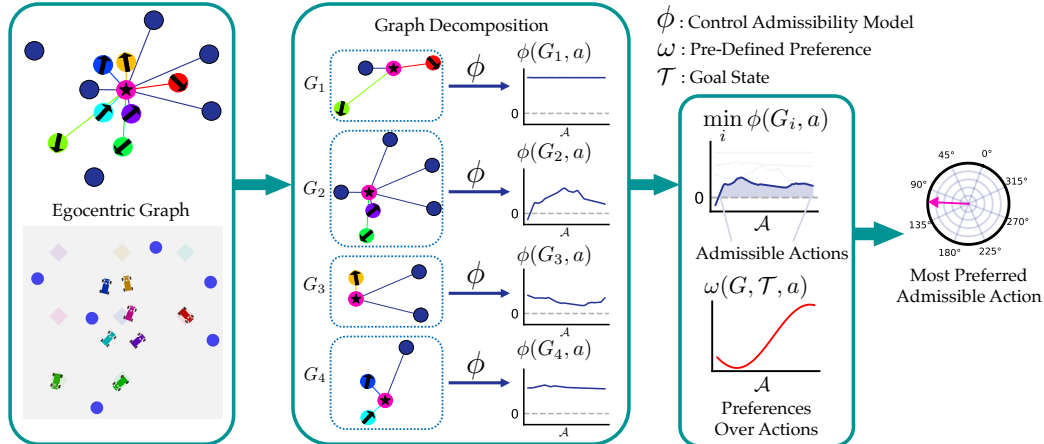 Egocentric Graph
Graph Decomposition
G₁
ϕ
ϕ(G₁, a)
0
𝒜
G₂
ϕ
ϕ(G₂, a)
0
𝒜
G₃
ϕ
ϕ(G₃, a)
0
𝒜
G₄
ϕ
ϕ(G₄, a)
0
𝒜
ϕ : Control Admissibility Model
ω : Pre-Defined Preference
𝒯 : Goal State
min ϕ(Gᵢ, a)
i
0
𝒜
Admissible Actions
ω(G, 𝒯, a)
𝒜
Preferences
Over Actions
0°
45°
315°
90°
270°
135°
180°
225°
Most Preferred
Admissible Action